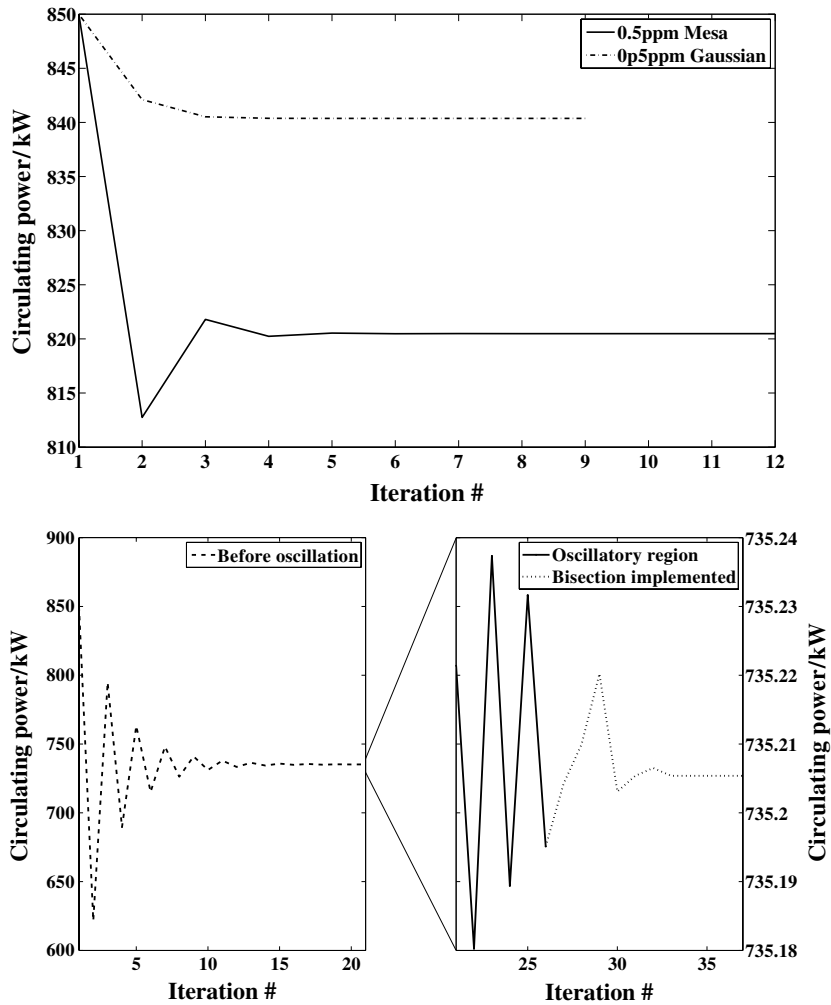 850
845
840
835
830
825
820
815
810
Circulating power/kW
0.5ppm Mesa
0p5ppm Gaussian
1 2 3 4 5 6 7 8 9 10 11 12
Iteration #
900
850
800
750
700
650
600
Circulating power/kW
Before oscillation
5 10 15 20
Iteration #
Oscillatory region
Bisection implemented
735.24
735.23
735.22
735.21
735.2
735.19
735.18
Circulating power/kW
25 30 35
Iteration #